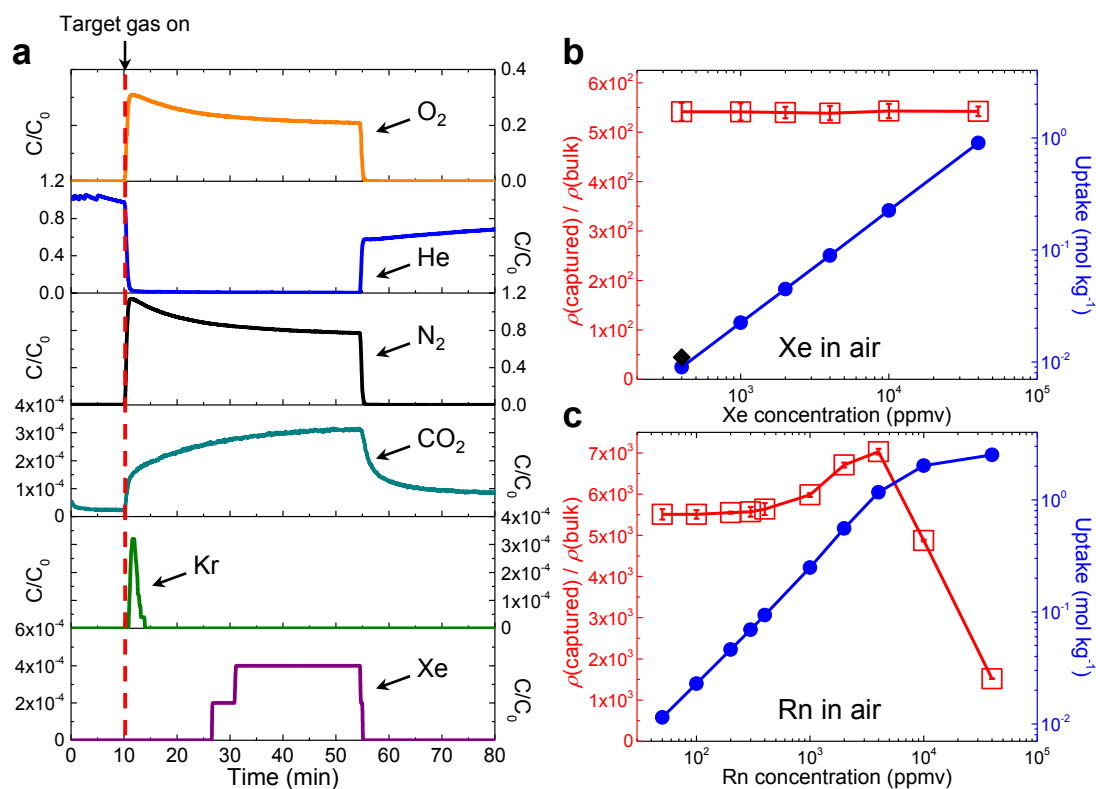 Target gas on
a
0.4
O₂
0.2
C/C₀
1.2
0.0
1.2
He
0.8
0.4
C/C₀
0.0
1.2
N₂
0.8
0.4
C/C₀
4x10⁻⁴
0.0
3x10⁻⁴
CO₂
2x10⁻⁴
1x10⁻⁴
C/C₀
0
4x10⁻⁴
Kr
3x10⁻⁴
2x10⁻⁴
1x10⁻⁴
C/C₀
6x10⁻⁴
0
4x10⁻⁴
Xe
2x10⁻⁴
C/C₀
0
0 10 20 30 40 50 60 70 80
Time (min)
b
6x10²
5x10²
4x10²
3x10²
2x10²
1x10²
0
ρ(captured) / ρ(bulk)
10⁰
10⁻¹
10⁻²
Uptake (mol kg⁻¹)
Xe in air
10³ 10⁴ 10⁵
Xe concentration (ppmv)
c
7x10³
6x10³
5x10³
4x10³
3x10³
2x10³
1x10³
0
ρ(captured) / ρ(bulk)
10⁰
10⁻¹
10⁻²
Uptake (mol kg⁻¹)
Rn in air
10² 10³ 10⁴ 10⁵
Rn concentration (ppmv)